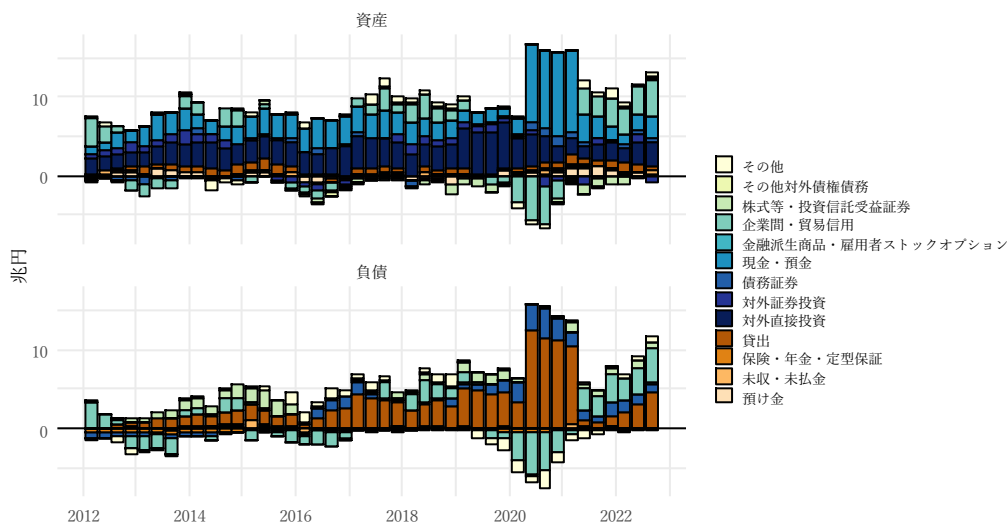 資産
10
0
負債
10
0
兆円
2012 2014 2016 2018 2020 2022
その他
その他対外債権債務
株式等・投資信託受益証券
企業間・貿易信用
金融派生商品・雇用者ストックオプション
現金・預金
債務証券
対外証券投資
対外直接投資
貸出
保険・年金・定型保証
未収・未払金
預け金